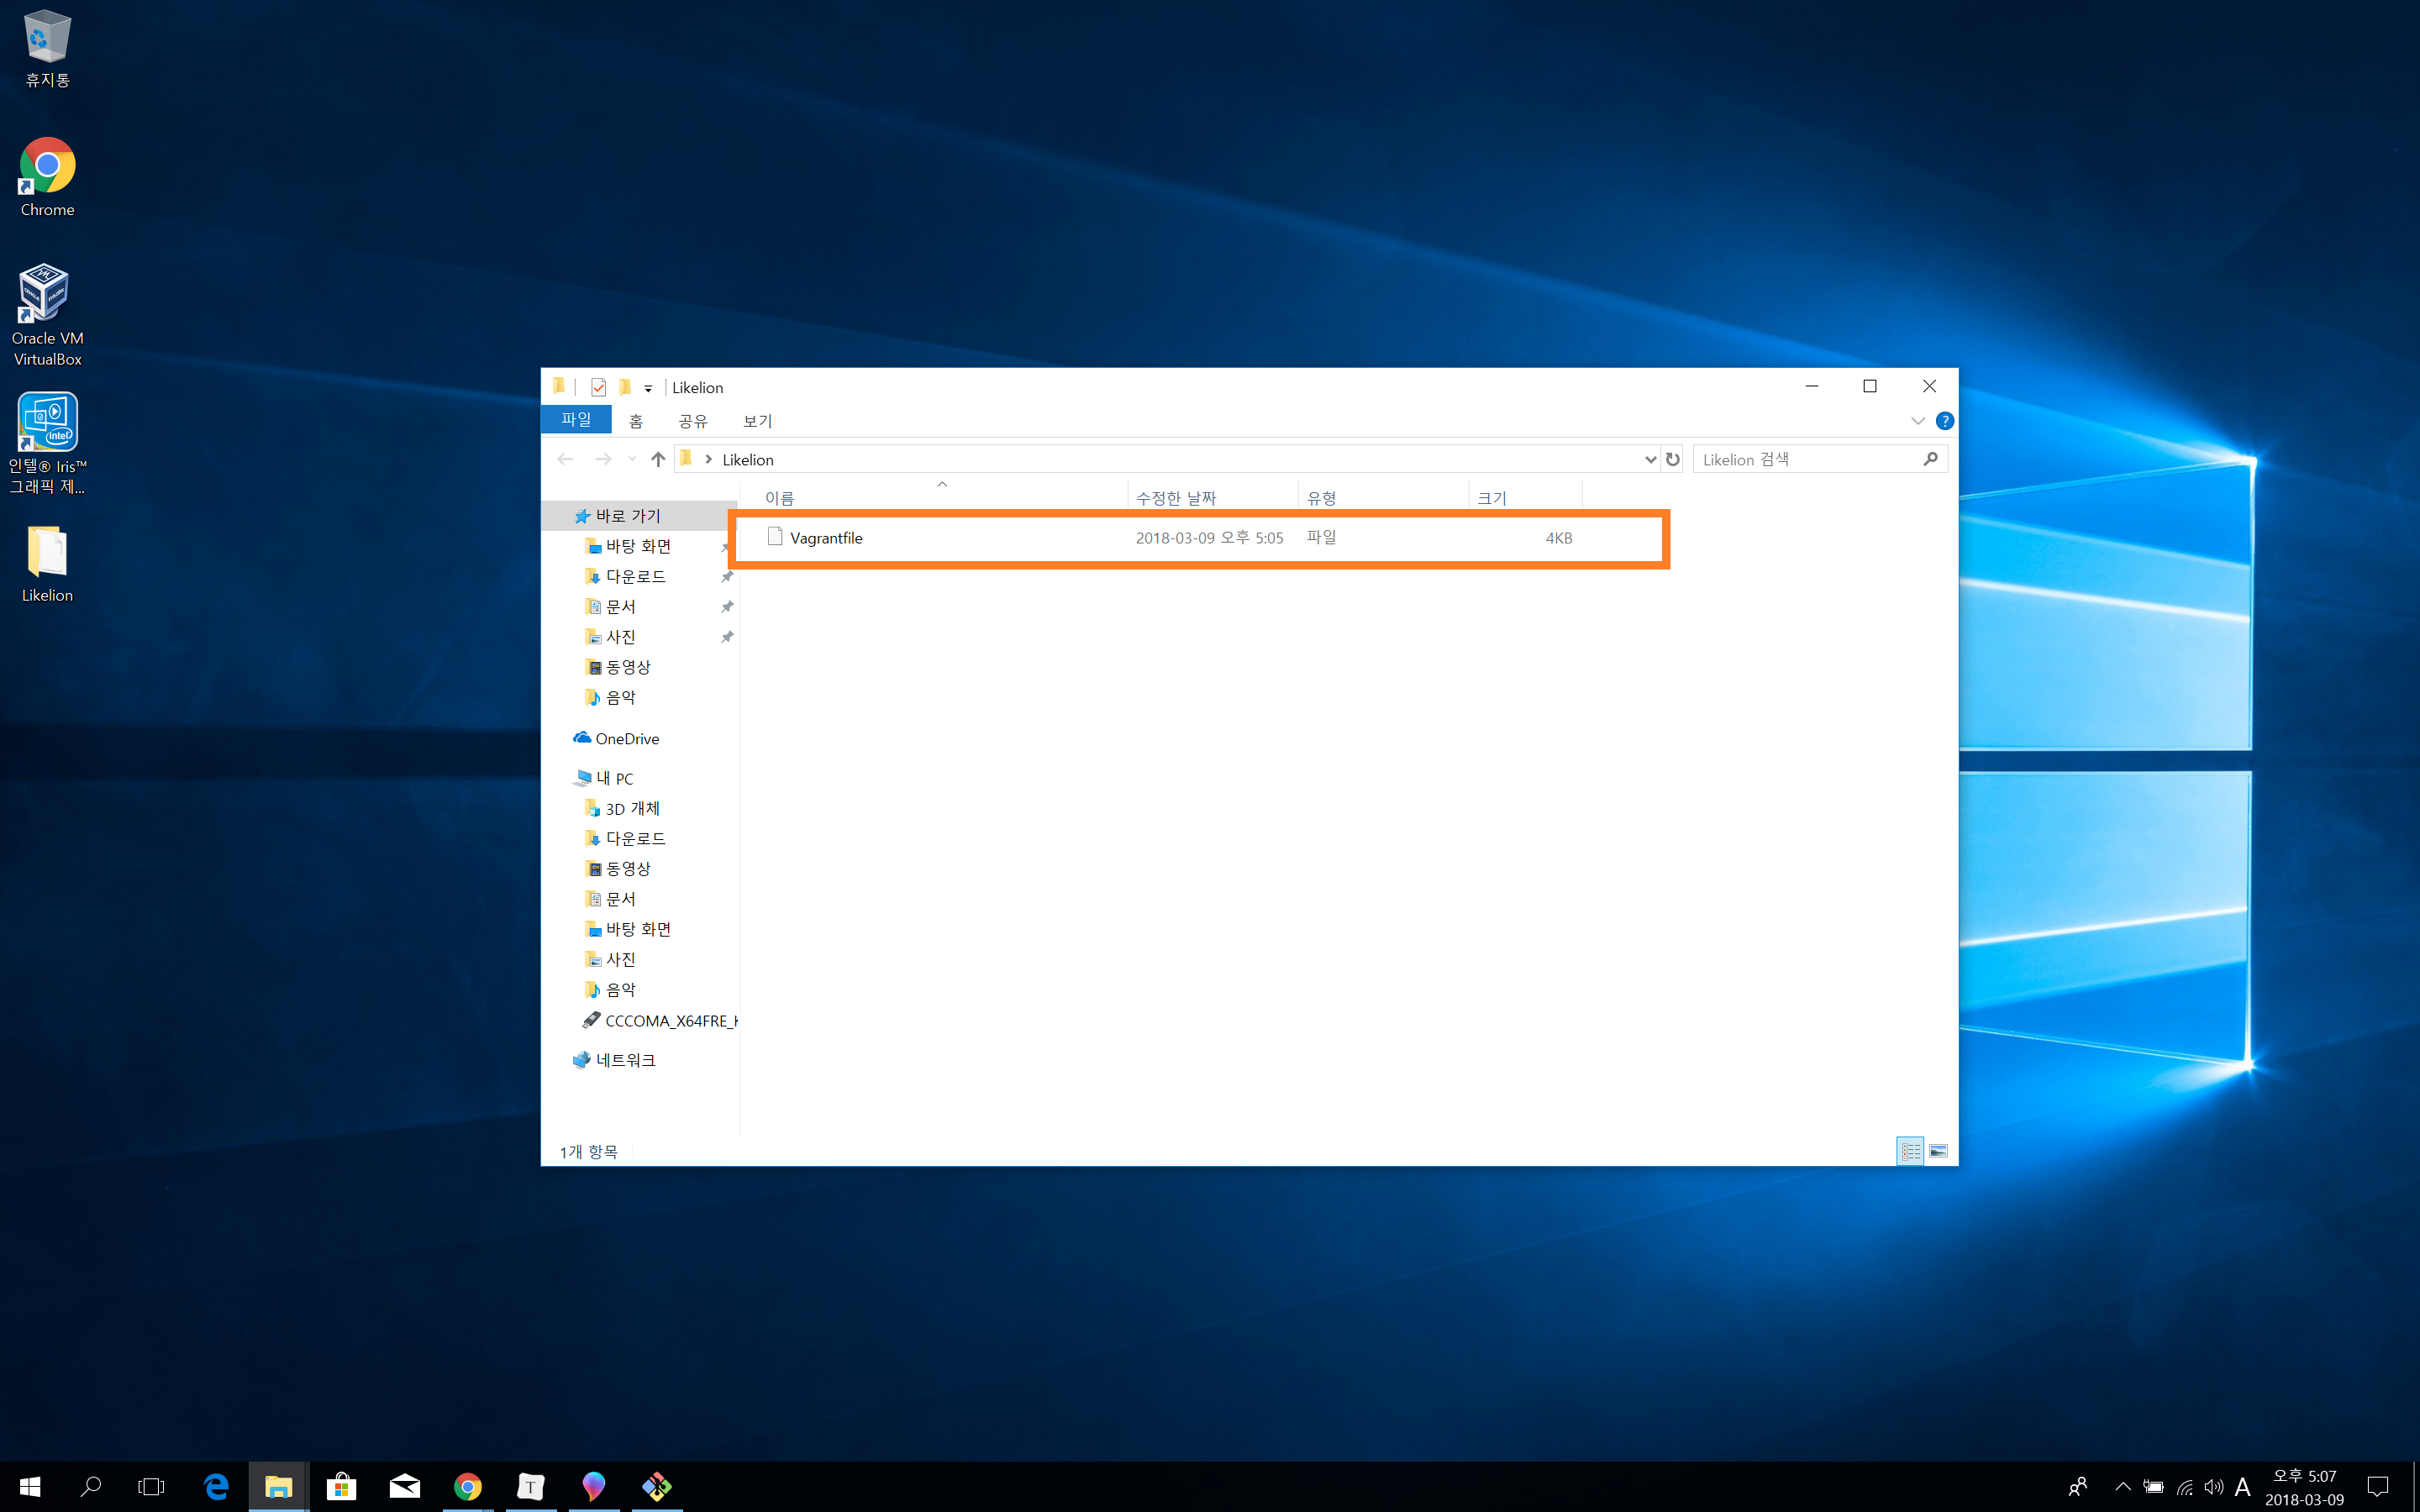 휴지통
Chrome
Oracle VM
VirtualBox
인텔® Iris™
그래픽 제...
Likelion
Likelion
파일 홈 공유 보기
Likelion
Likelion 검색
이름 수정한 날짜 유형 크기
Vagrantfile 2018-03-09 오후 5:05 파일 4KB
바로 가기
바탕 화면
다운로드
문서
사진
동영상
음악
OneDrive
내 PC
3D 개체
다운로드
동영상
문서
바탕 화면
사진
음악
CCCOMA_X64FRE_
네트워크
1개 항목
A
오후 5:07
2018-03-09